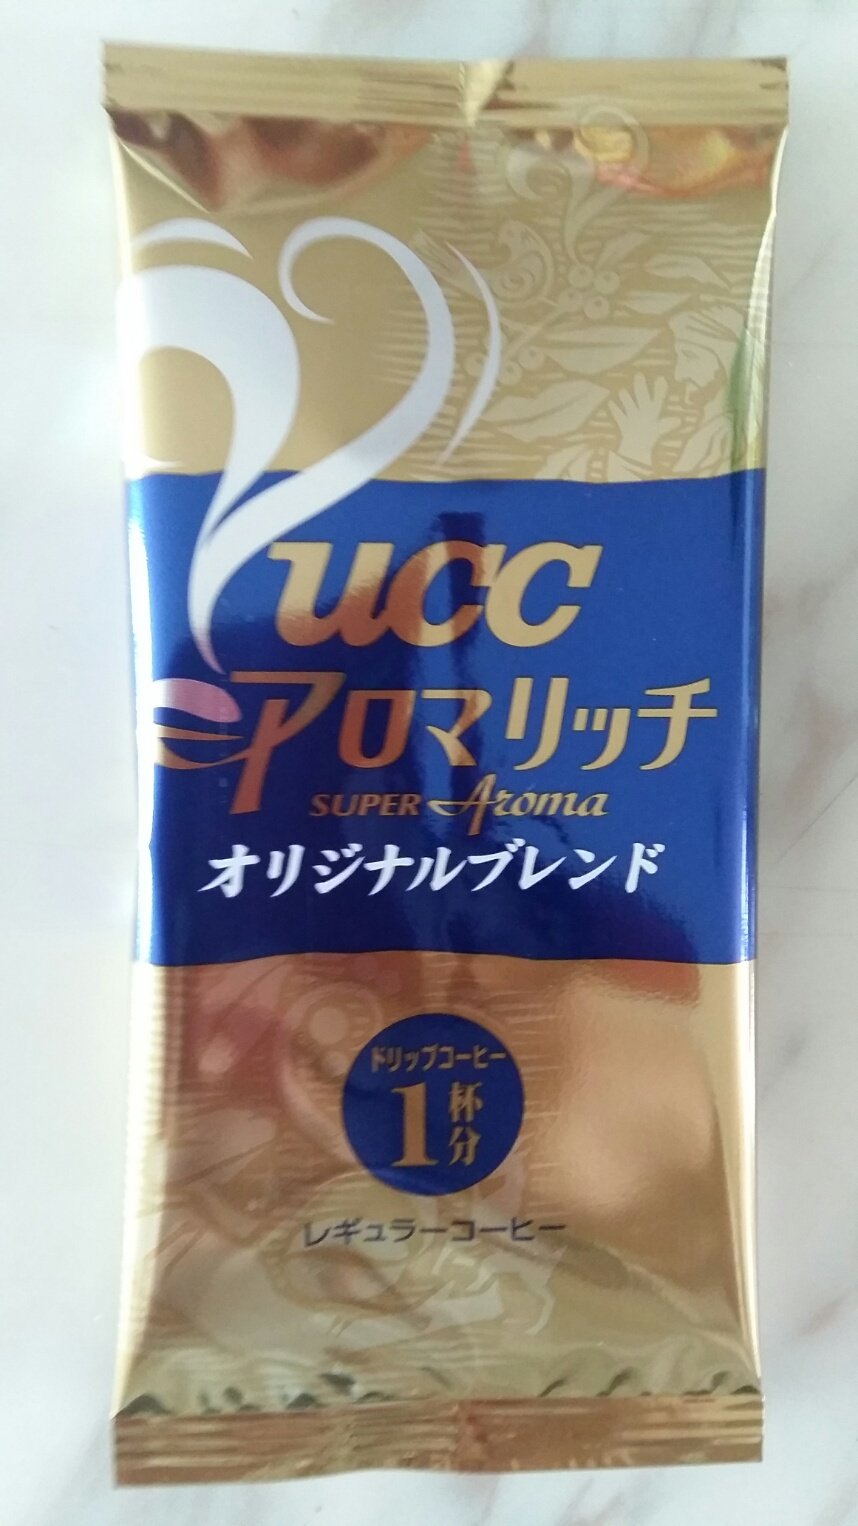 ucc
アロマリッチ
SUPER Aroma
オリジナルブレンド
ドリップコーヒー
1杯分
レギュラーコーヒー